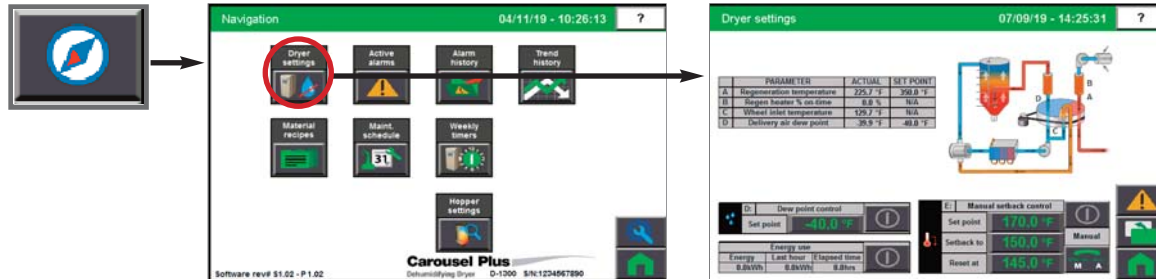 Navigation 04/11/19 - 10:26:13 ?
Dryer settings
Active alarms
Alarm history
Trend history
Material recipes
Maint. schedule
31
Weekly timers
Hopper settings
Carousel Plus
Software rev# S1.02 - P1.02 Dehumidifying Dryer D-1300 S/N:1234567890
Dryer settings 07/09/19 - 14:25:31 ?
PARAMETER ACTUAL SET POINT
A Regeneration temperature 225.7 °F 350.0 °F
B Regen heater % on time 0.0 % N/A
C Wheel inlet temperature 129.7 °F N/A
D Delivery air dew point -39.9 °F -40.0 °F
B
D A
C
D: Dew point control
Set point -40.0 °F
Energy use
Energy Last hour Elapsed time
0.0kWh 0.0kWh 0.0hrs
E: Manual setback control
Set point 170.0 °F
Setback to 150.0 °F Manual
Reset at 145.0 °F M A